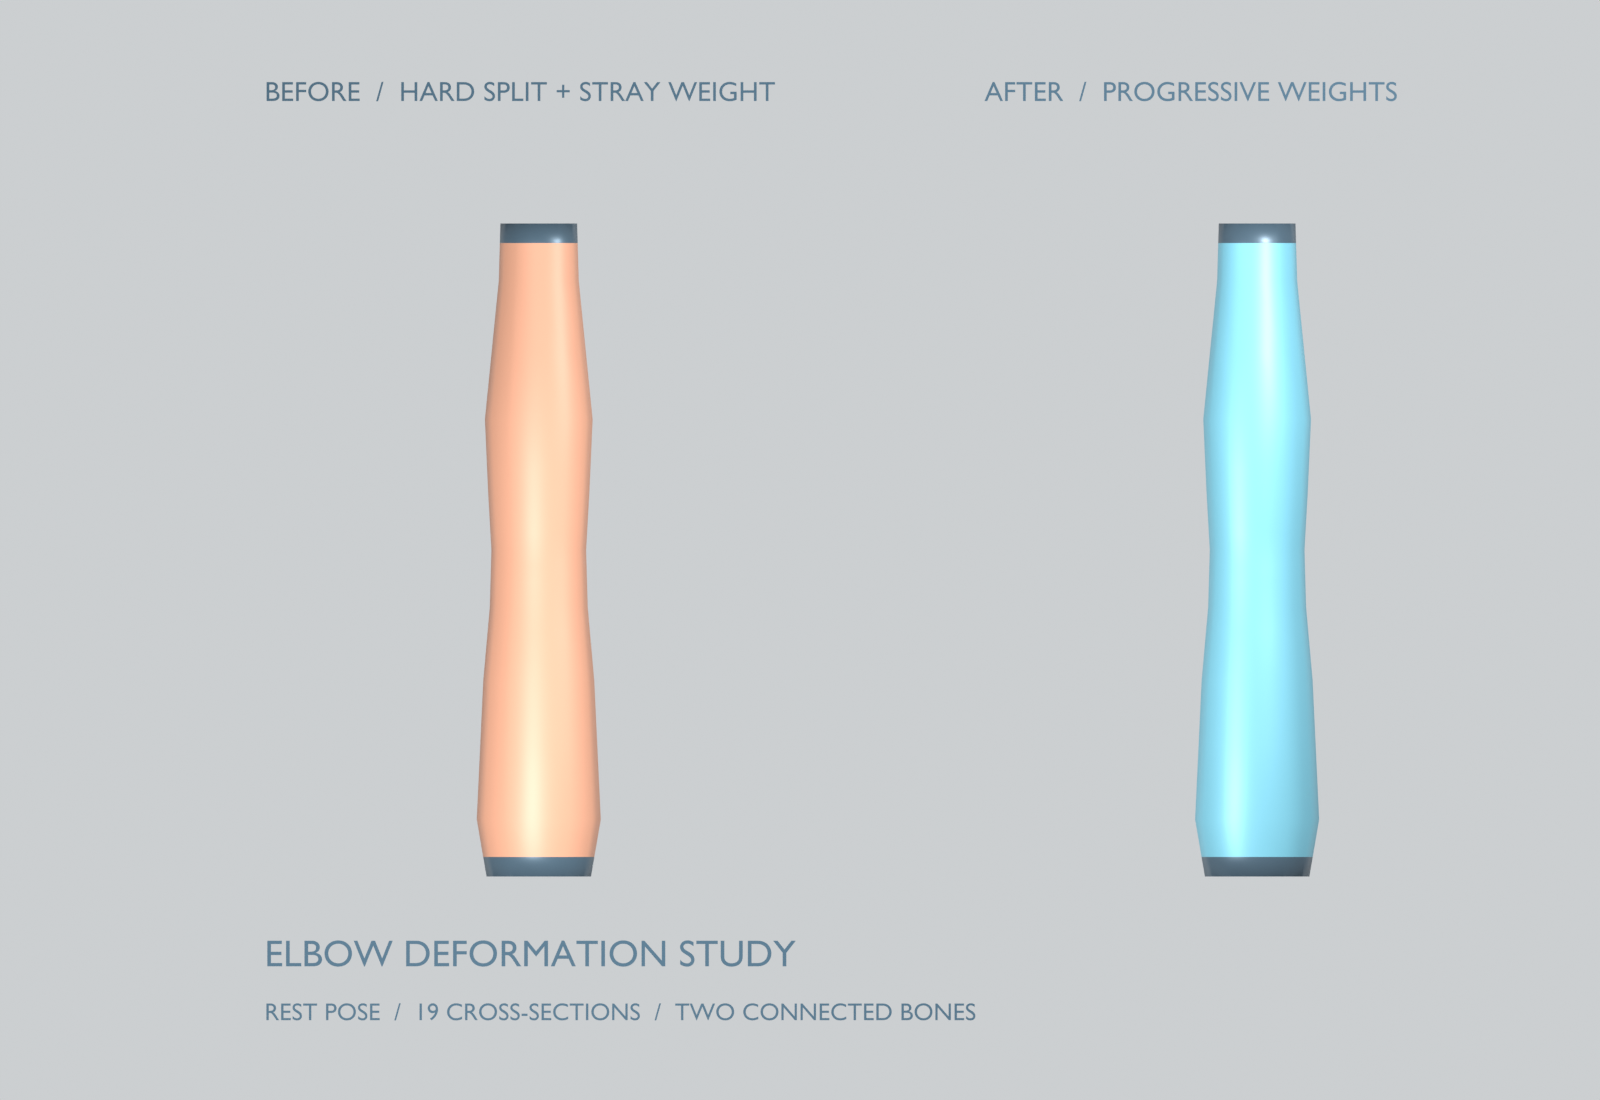 BEFORE / HARD SPLIT + STRAY WEIGHT
AFTER / PROGRESSIVE WEIGHTS
ELBOW DEFORMATION STUDY
REST POSE / 19 CROSS-SECTIONS / TWO CONNECTED BONES